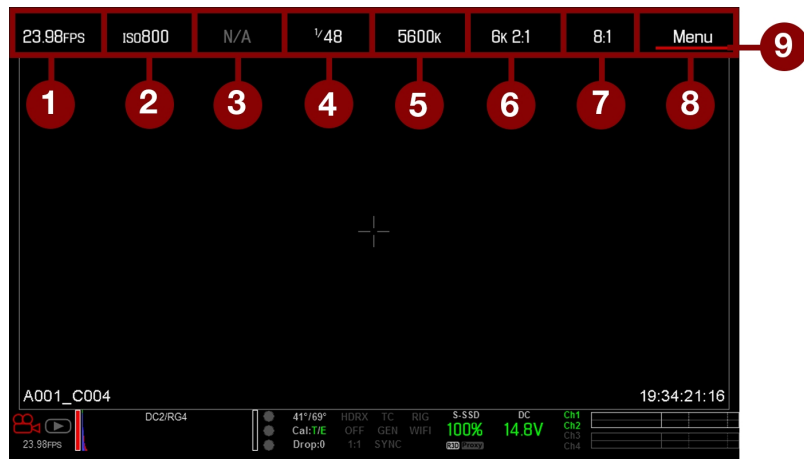 23.98FPS ISO800 N/A 1/48 5600K 6K 2:1 8:1 Menu 9
1 2 3 4 5 6 7 8
A001_C004 19:34:21:16
DC2/RG4 41°/69° HDRX TC RIG S-SSD DC Ch1
Cal:T/E OFF GEN WIFI 100% 14.8V Ch2
23.98FPS Drop:0 1:1 SYNC R3D Proxy Ch3
Ch4